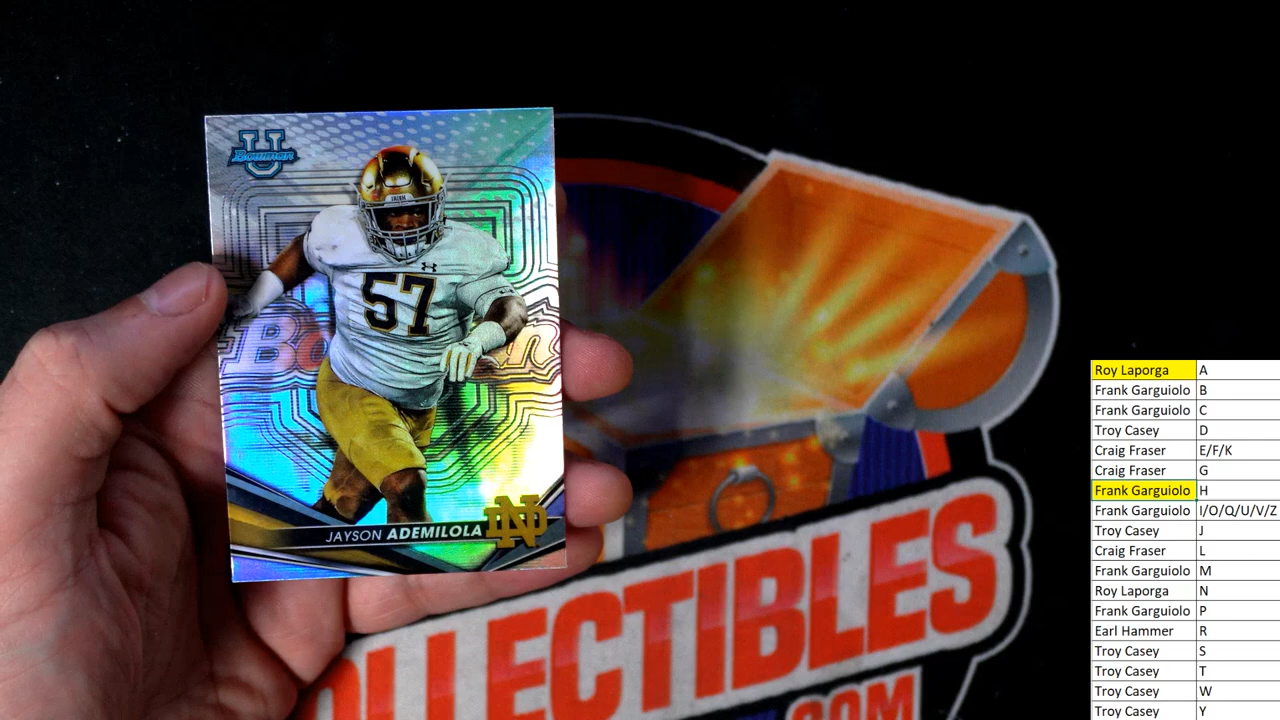 U
Bowman
57
JAYSON ADEMILOLA
ND
LLECTIBLES
.COM
Roy Laporga A
Frank Garguiolo B
Frank Garguiolo C
Troy Casey D
Craig Fraser E/F/K
Craig Fraser G
Frank Garguiolo H
Frank Garguiolo I/O/Q/U/V/Z
Troy Casey J
Craig Fraser L
Frank Garguiolo M
Roy Laporga N
Frank Garguiolo P
Earl Hammer R
Troy Casey S
Troy Casey T
Troy Casey W
Troy Casey Y